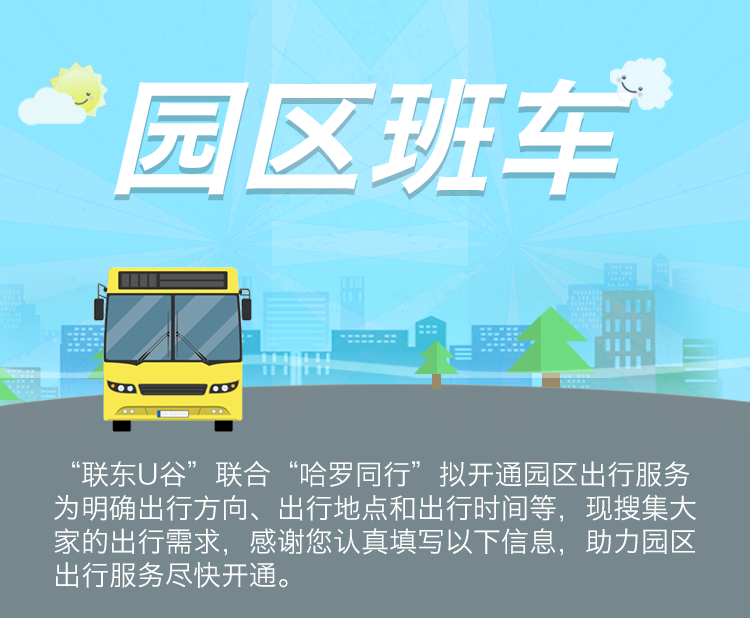 园区班车
“联东U谷”联合“哈罗同行”拟开通园区出行服务
为明确出行方向、出行地点和出行时间等，现搜集大
家的出行需求，感谢您认真填写以下信息，助力园区
出行服务尽快开通。